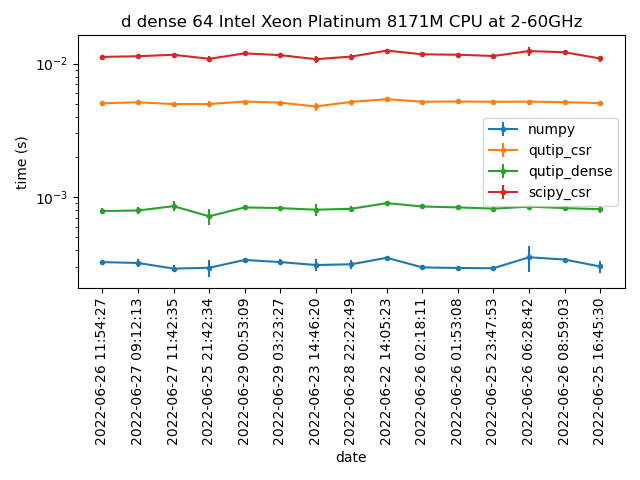 d dense 64 Intel Xeon Platinum 8171M CPU at 2-60GHz
time (s)
10⁻²
10⁻³
numpy
qutip_csr
qutip_dense
scipy_csr
2022-06-26 11:54:27
2022-06-27 09:12:13
2022-06-27 11:42:35
2022-06-25 21:42:34
2022-06-29 00:53:09
2022-06-29 03:23:27
2022-06-23 14:46:20
2022-06-28 22:22:49
2022-06-22 14:05:23
2022-06-26 02:18:11
2022-06-26 01:53:08
2022-06-25 23:47:53
2022-06-26 06:28:42
2022-06-26 08:59:03
2022-06-25 16:45:30
date